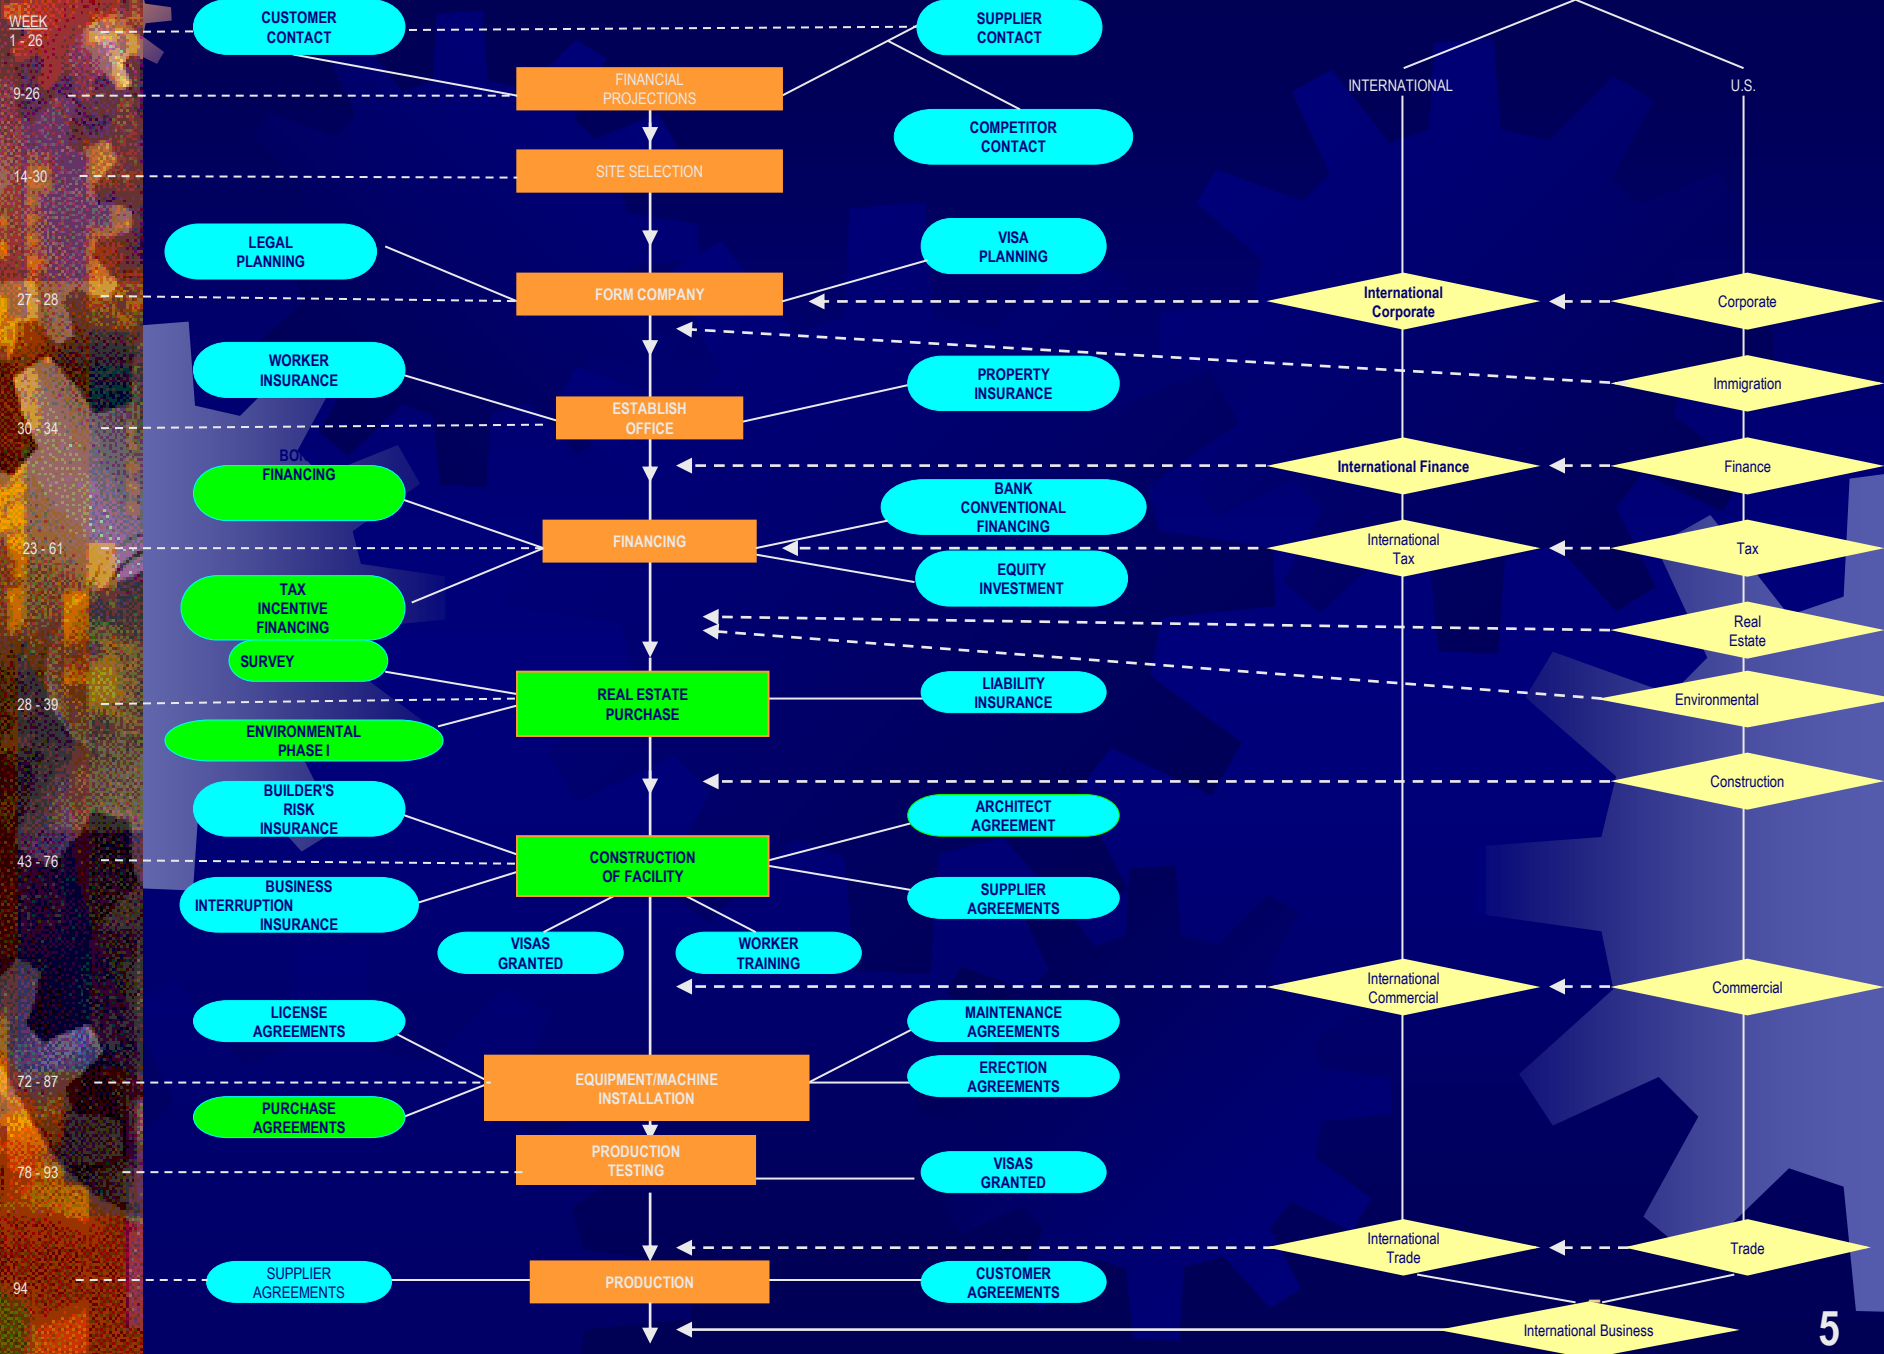 WEEK
1 - 26
CUSTOMER
CONTACT
SUPPLIER
CONTACT
INTERNATIONAL
U.S.
9-26
FINANCIAL
PROJECTIONS
COMPETITOR
CONTACT
14-30
SITE SELECTION
LEGAL
PLANNING
VISA
PLANNING
27 - 28
FORM COMPANY
International
Corporate
Corporate
WORKER
INSURANCE
PROPERTY
INSURANCE
Immigration
30 - 34
ESTABLISH
OFFICE
FINANCING
International Finance
Finance
BANK
CONVENTIONAL
FINANCING
23 - 61
FINANCING
International
Tax
Tax
EQUITY
INVESTMENT
TAX
INCENTIVE
FINANCING
Real
Estate
SURVEY
28 - 39
REAL ESTATE
PURCHASE
LIABILITY
INSURANCE
Environmental
ENVIRONMENTAL
PHASE I
Construction
BUILDER'S
RISK
INSURANCE
ARCHITECT
AGREEMENT
43 - 76
CONSTRUCTION
OF FACILITY
BUSINESS
INTERRUPTION
INSURANCE
SUPPLIER
AGREEMENTS
VISAS
GRANTED
WORKER
TRAINING
International
Commercial
Commercial
LICENSE
AGREEMENTS
MAINTENANCE
AGREEMENTS
72 - 87
EQUIPMENT/MACHINE
INSTALLATION
ERECTION
AGREEMENTS
PURCHASE
AGREEMENTS
78 - 93
PRODUCTION
TESTING
VISAS
GRANTED
International
Trade
Trade
94
SUPPLIER
AGREEMENTS
PRODUCTION
CUSTOMER
AGREEMENTS
International Business
5